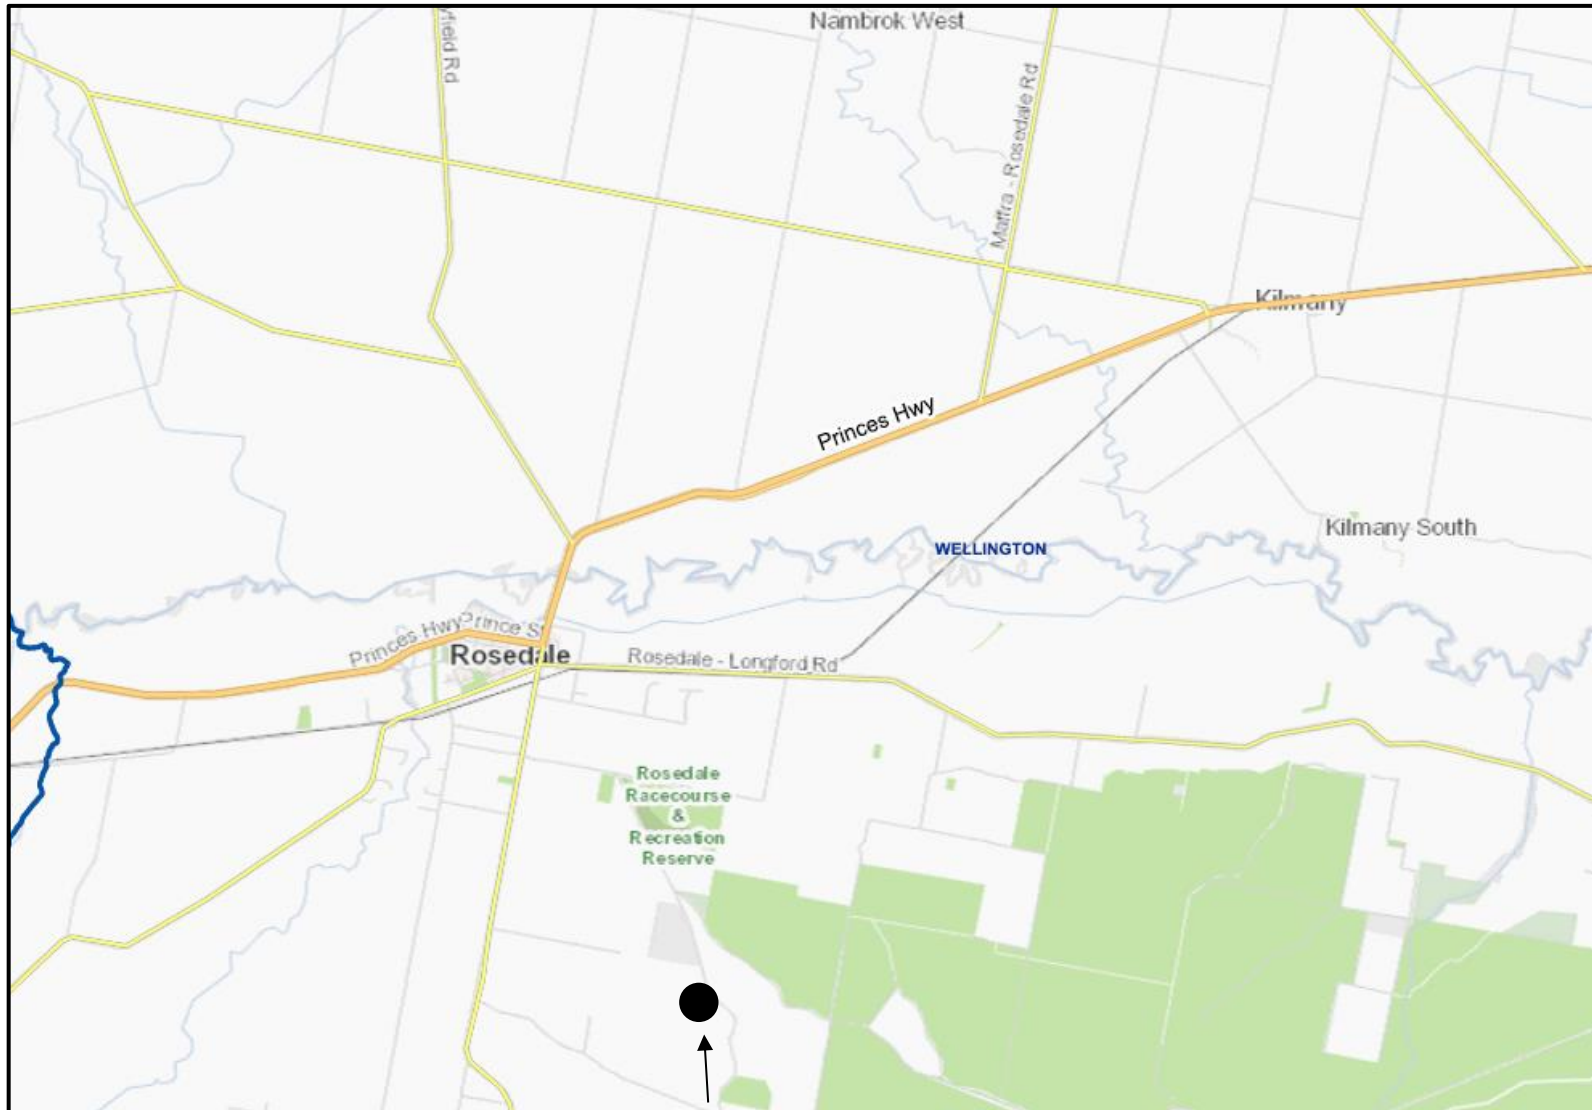 Nambrok West
field Rd
Maffra - Rosedale Rd
Kilmany
Princes Hwy
Kilmany South
WELLINGTON
Princes Hwy
Prince St
Rosedale
Rosedale - Longford Rd
Rosedale
Racecourse
&
Recreation
Reserve